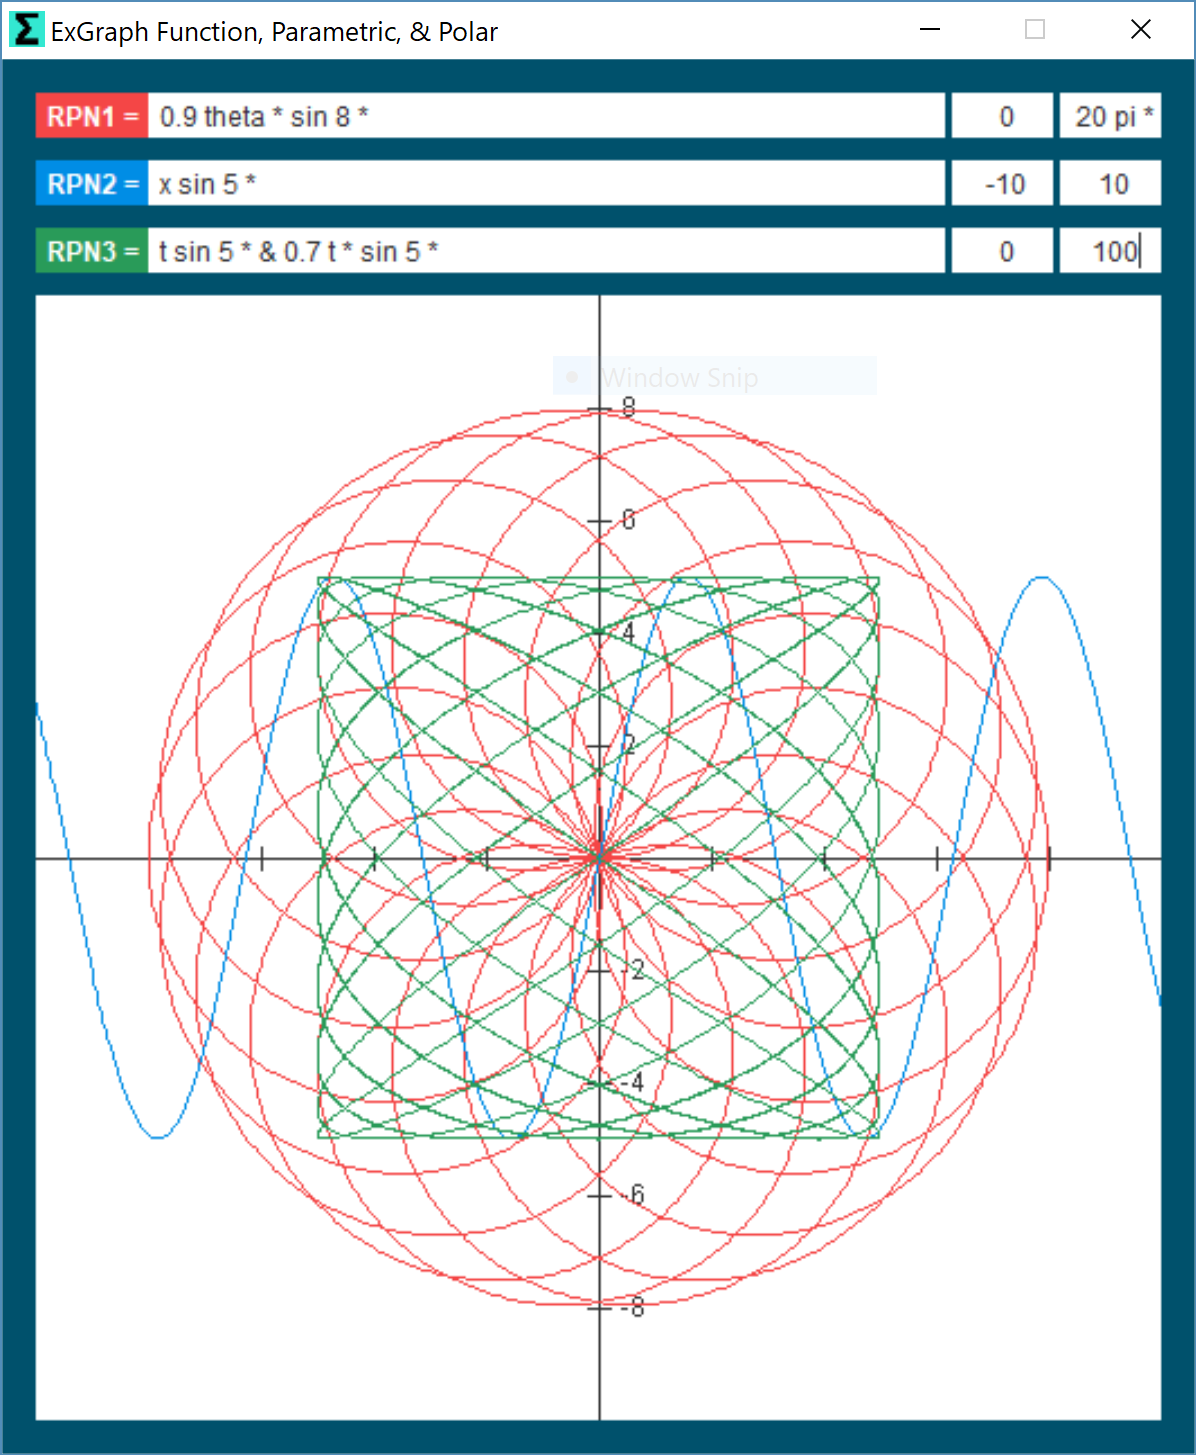 Σ ExGraph Function, Parametric, & Polar
RPN1 = 0.9 theta * sin 8 * 0 20 pi *
RPN2 = x sin 5 * -10 10
RPN3 = t sin 5 * & 0.7 t * sin 5 * 0 100
Window Snip
8
6
4
2
-2
-4
-6
-8